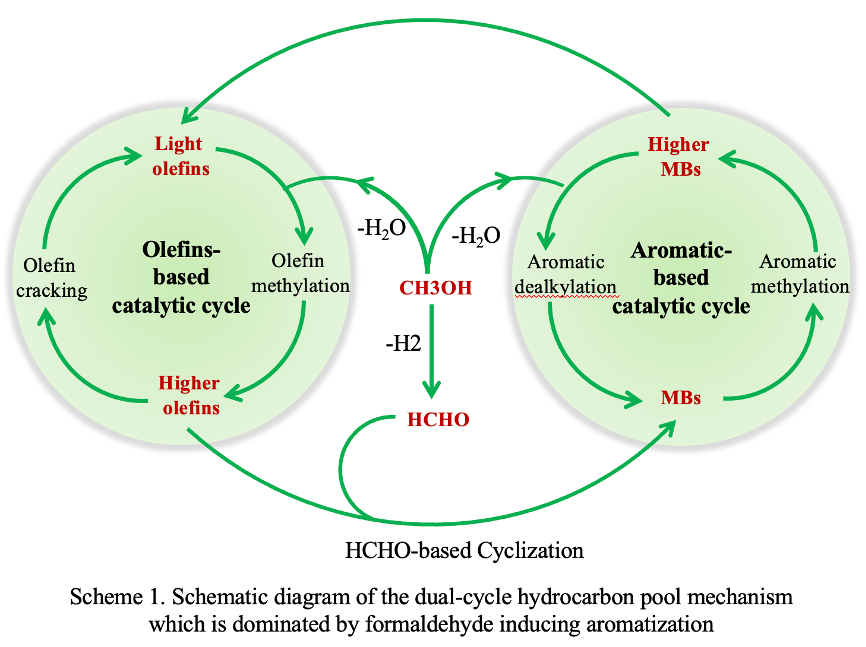 Light
olefins
Higher
MBs
-H₂O
-H₂O
Olefins-
based
catalytic cycle
Olefin
cracking
Olefin
methylation
Aromatic
dealkylation
Aromatic-
based
catalytic cycle
Aromatic
methylation
CH3OH
-H2
Higher
olefins
MBs
HCHO
HCHO-based Cyclization
Scheme 1. Schematic diagram of the dual-cycle hydrocarbon pool mechanism
which is dominated by formaldehyde inducing aromatization